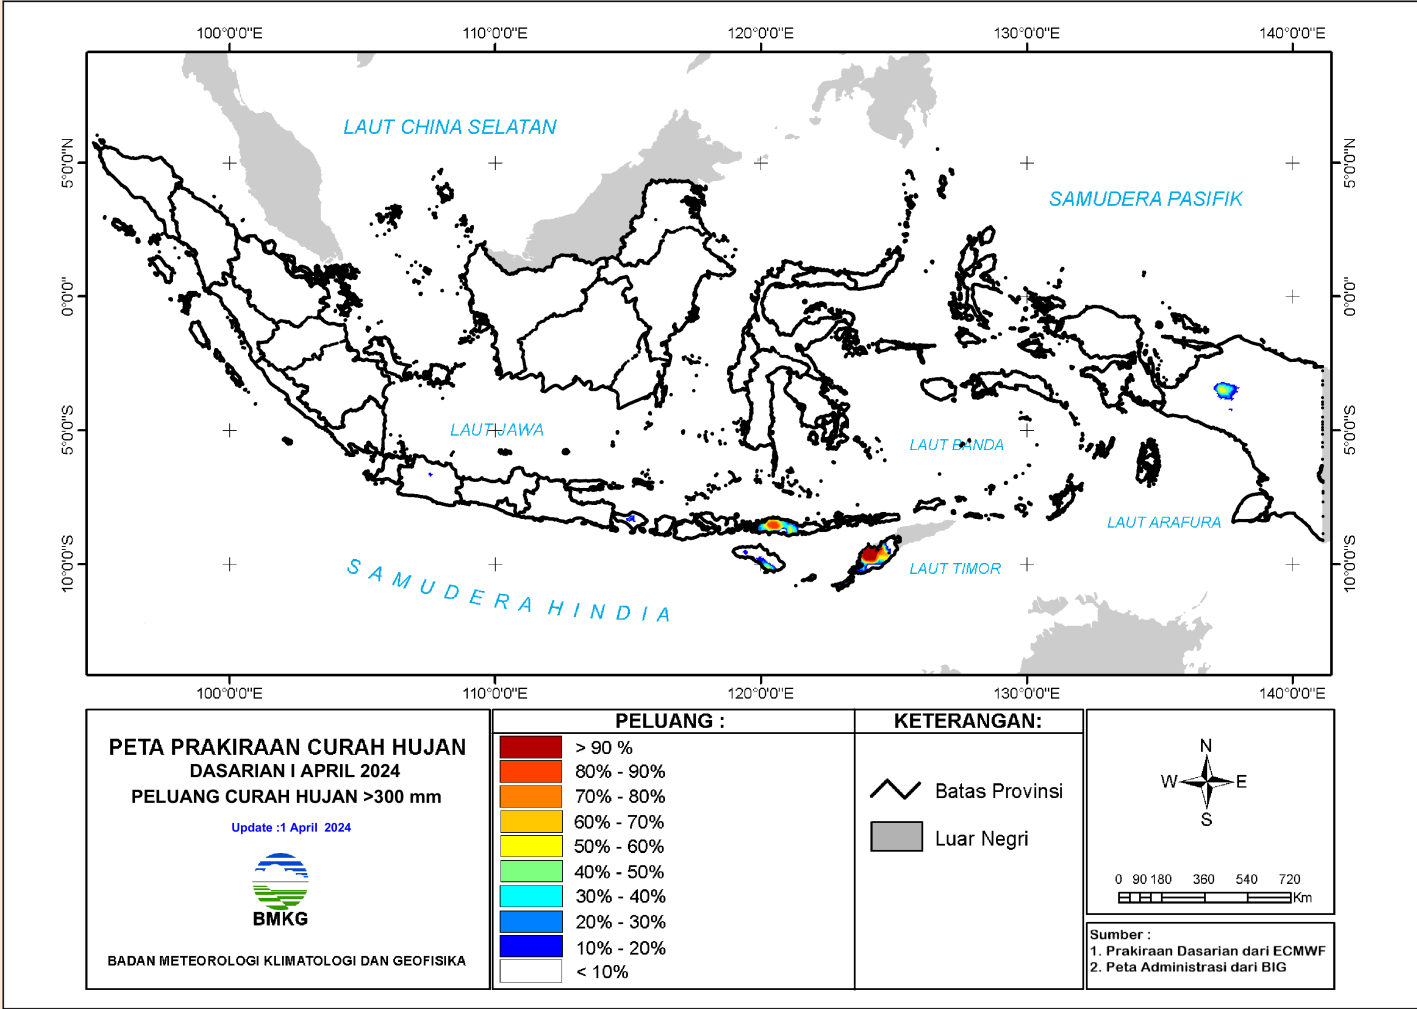 100°0'0"E 110°0'0"E 120°0'0"E 130°0'0"E 140°0'0"E
5°0'0"N
0°0'0"
5°0'0"S
10°0'0"S
LAUT CHINA SELATAN
SAMUDERA PASIFIK
LAUT JAWA
LAUT BANDA
LAUT ARAFURA
LAUT TIMOR
SAMUDERA HINDIA
5°0'0"N
0°0'0"
5°0'0"S
10°0'0"S
100°0'0"E 110°0'0"E 120°0'0"E 130°0'0"E 140°0'0"E
PETA PRAKIRAAN CURAH HUJAN
DASARIAN I APRIL 2024
PELUANG CURAH HUJAN >300 mm
Update :1 April 2024
BMKG
BADAN METEOROLOGI KLIMATOLOGI DAN GEOFISIKA
PELUANG :
> 90 %
80% - 90%
70% - 80%
60% - 70%
50% - 60%
40% - 50%
30% - 40%
20% - 30%
10% - 20%
< 10%
KETERANGAN:
Batas Provinsi
Luar Negri
N
W E
S
0 90 180 360 540 720
Km
Sumber :
1. Prakiraan Dasarian dari ECMWF
2. Peta Administrasi dari BIG